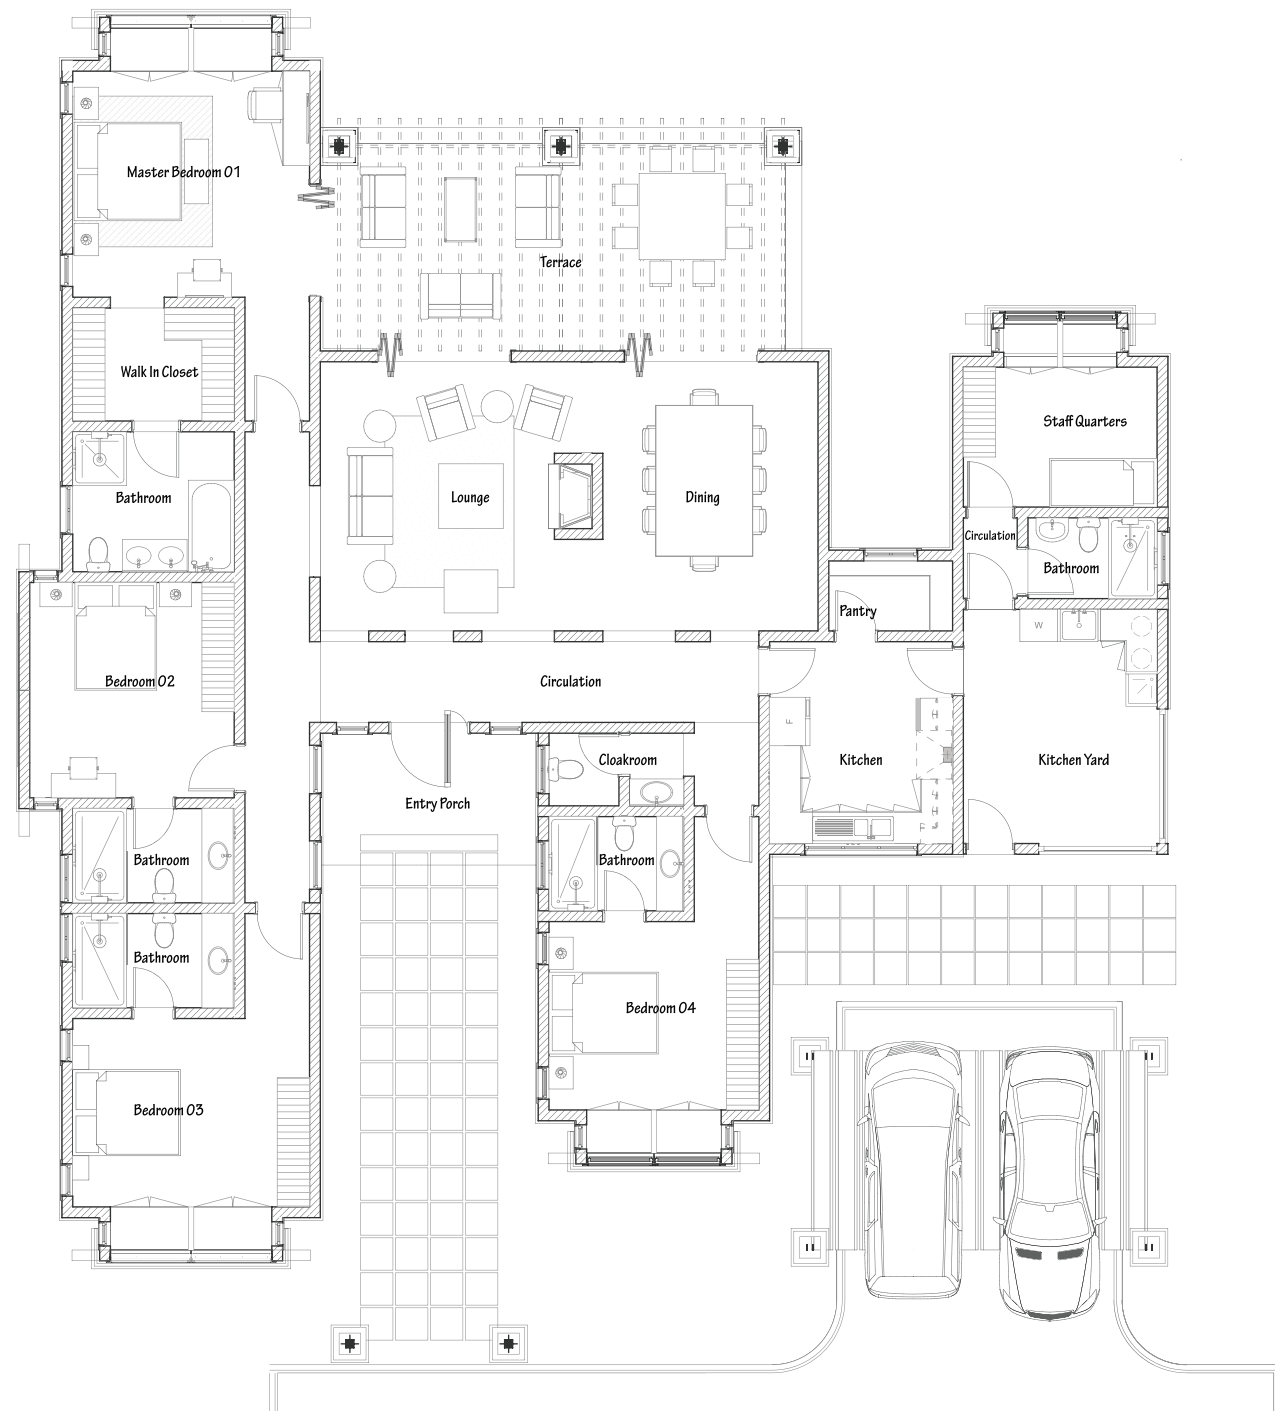 Master Bedroom 01
Terrace
Walk In Closet
Staff Quarters
Bathroom
Lounge
Dining
Circulation
Bathroom
Pantry
W
Bedroom 02
Circulation
F
Kitchen
Kitchen Yard
Cloakroom
Entry Porch
Bathroom
Bathroom
Bathroom
Bedroom 04
Bedroom 03